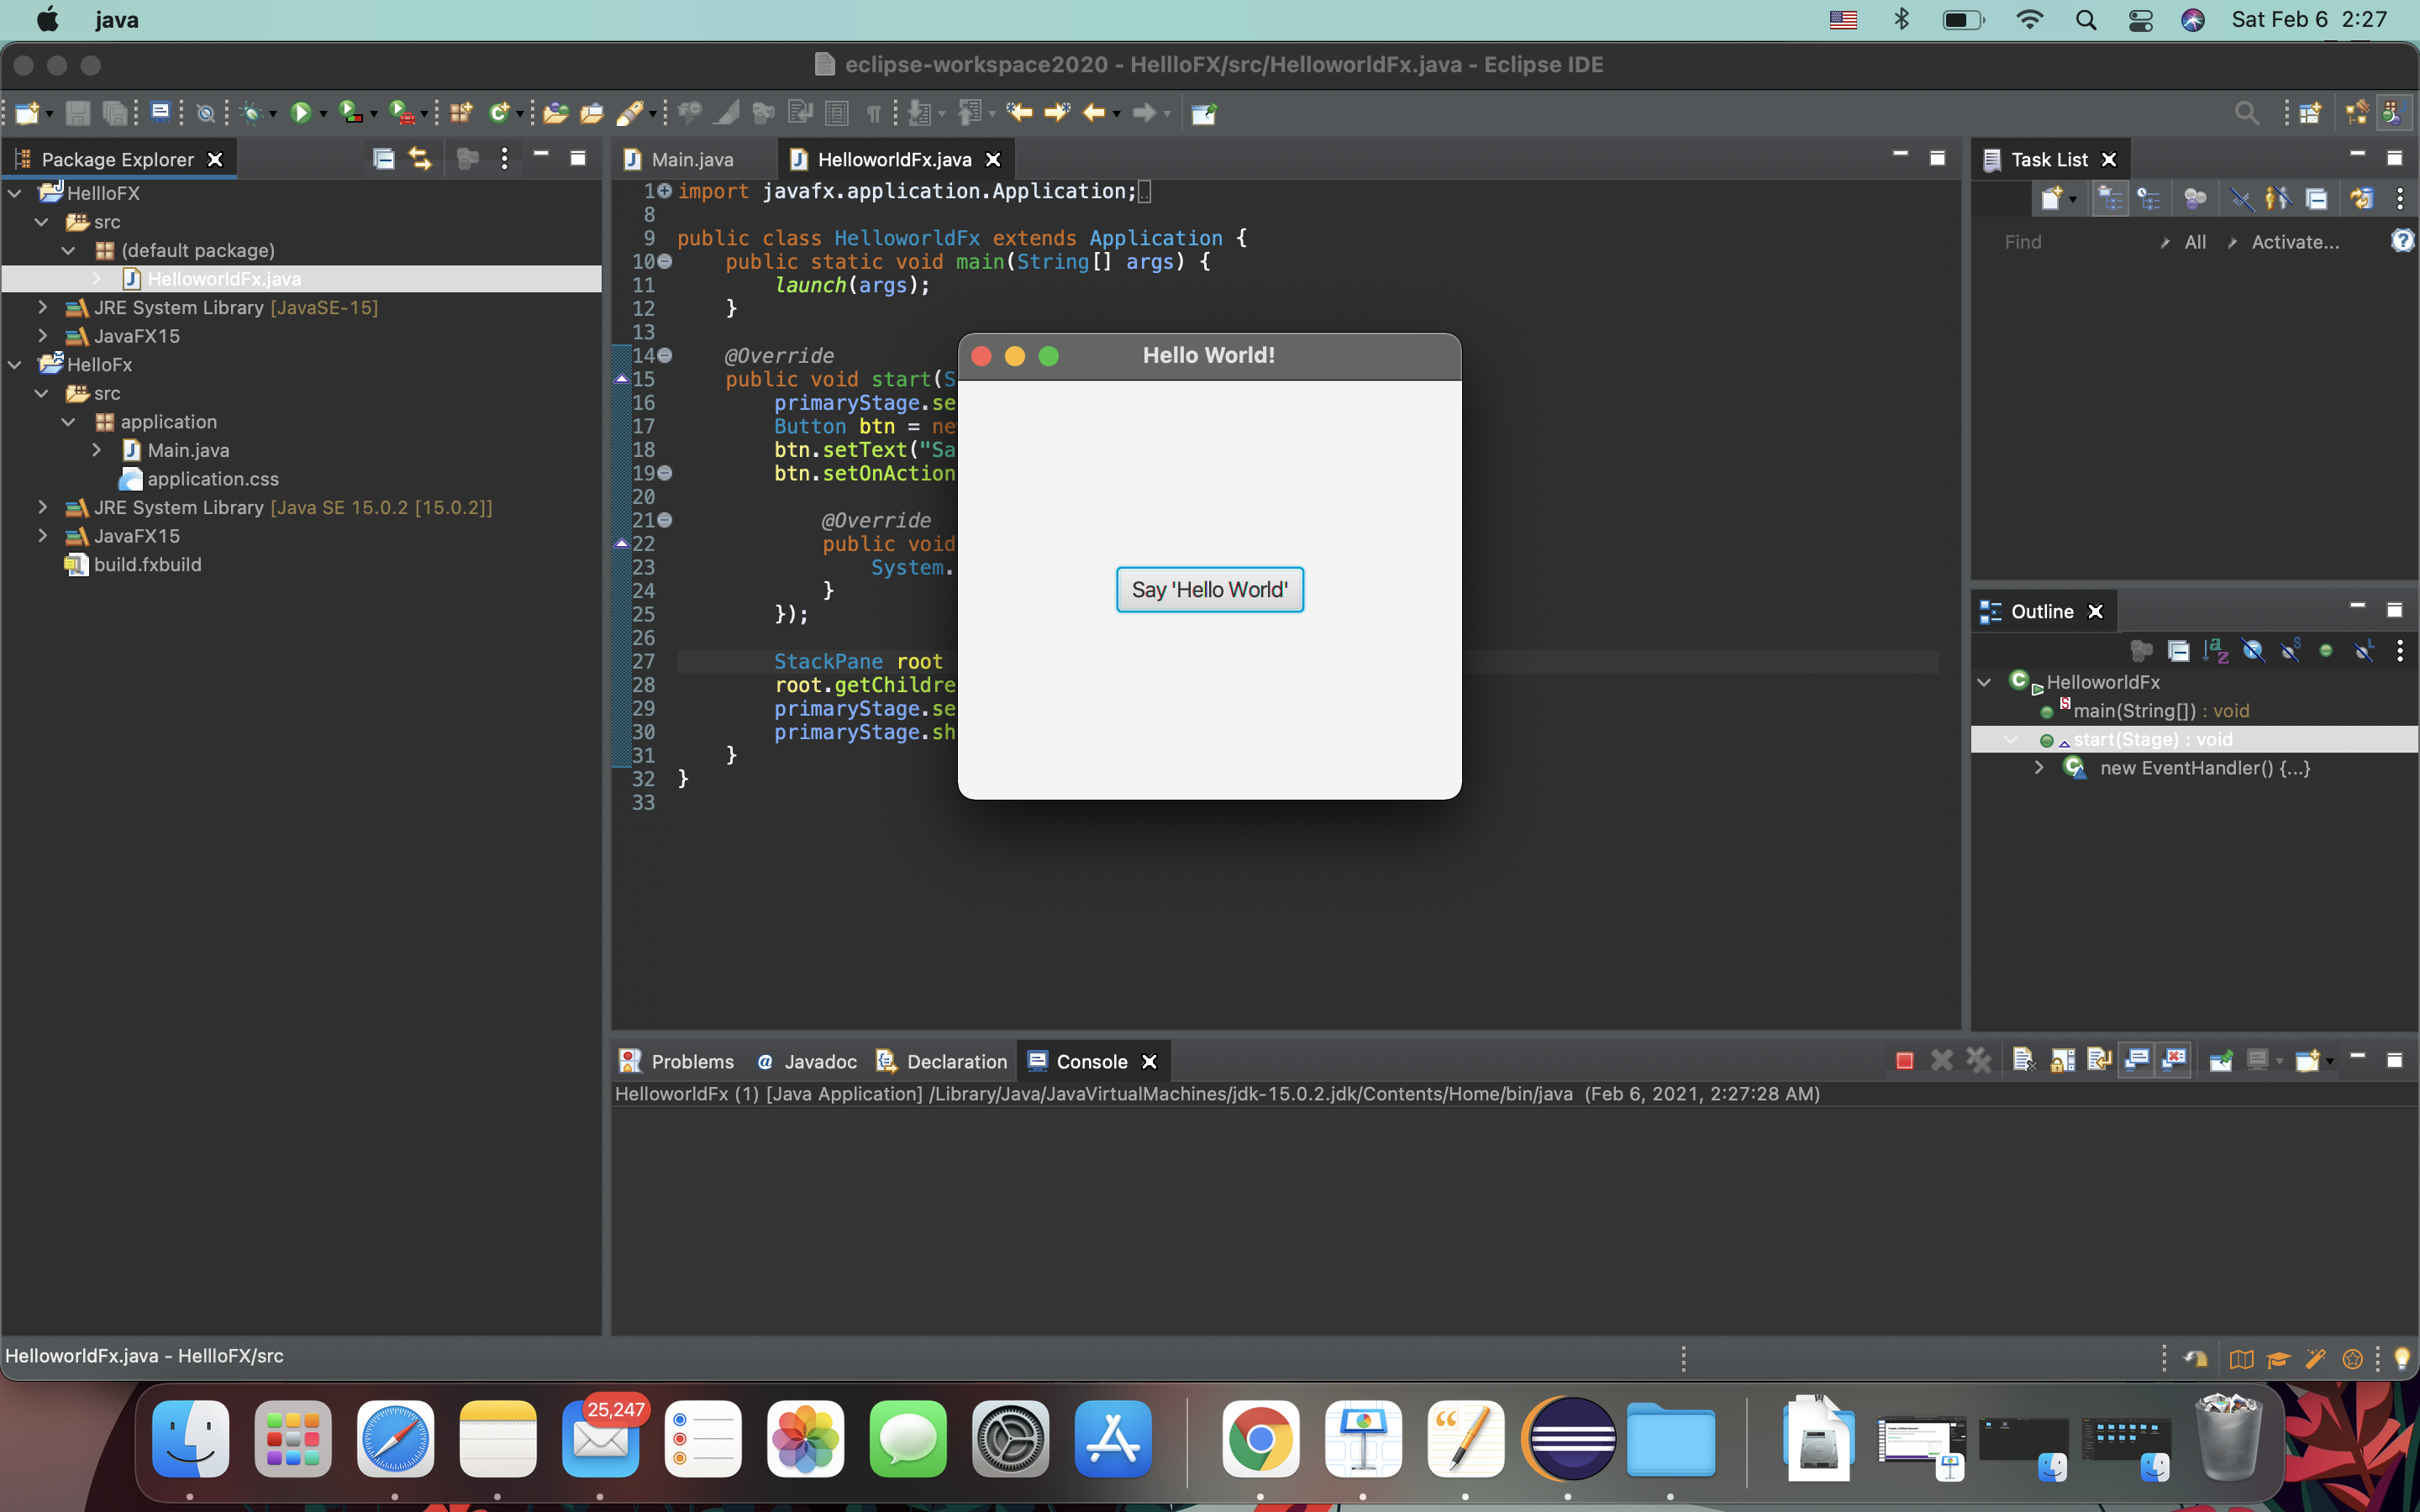 java
Sat Feb 6 2:27
eclipse-workspace2020 - HellloFX/src/HelloworldFx.java - Eclipse IDE
Package Explorer
HellloFX
src
(default package)
HelloworldFx.java
JRE System Library [JavaSE-15]
JavaFX15
HelloFx
src
application
Main.java
application.css
JRE System Library [Java SE 15.0.2 [15.0.2]]
JavaFX15
build.fxbuild
Main.java
HelloworldFx.java
1 import javafx.application.Application;
8
9 public class HelloworldFx extends Application {
10 public static void main(String[] args) {
11 launch(args);
12 }
13
14 @Override
15 public void start(S
16 primaryStage.se
17 Button btn = ne
18 btn.setText("Sa
19 btn.setOnAction
20
21 @Override
22 public void
23 System.
24 }
25 });
26
27 StackPane root
28 root.getChildre
29 primaryStage.se
30 primaryStage.sh
31 }
32 }
33
Hello World!
Say 'Hello World'
Task List
Find
All
Activate...
Outline
HelloworldFx
main(String[]) : void
start(Stage) : void
new EventHandler() {...}
Problems
Javadoc
Declaration
Console
HelloworldFx (1) [Java Application] /Library/Java/JavaVirtualMachines/jdk-15.0.2.jdk/Contents/Home/bin/java (Feb 6, 2021, 2:27:28 AM)
HelloworldFx.java - HellloFX/src
25,247